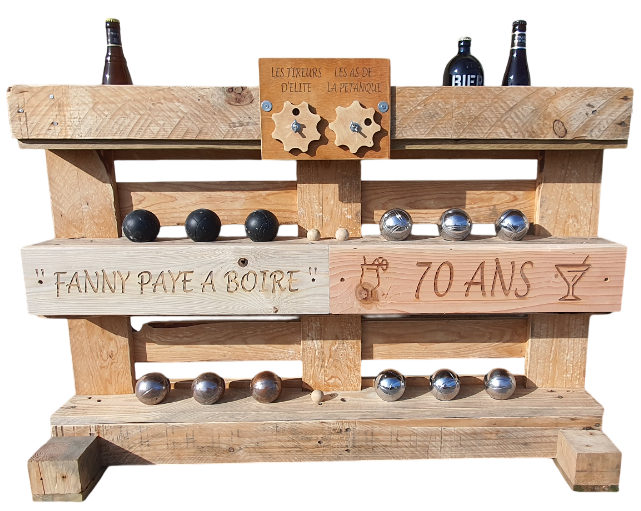 LES TIREURS
D'ELITE
LES AS DE
LA PETANQUE
BIER
" FANNY PAYE A BOIRE "
70 ANS